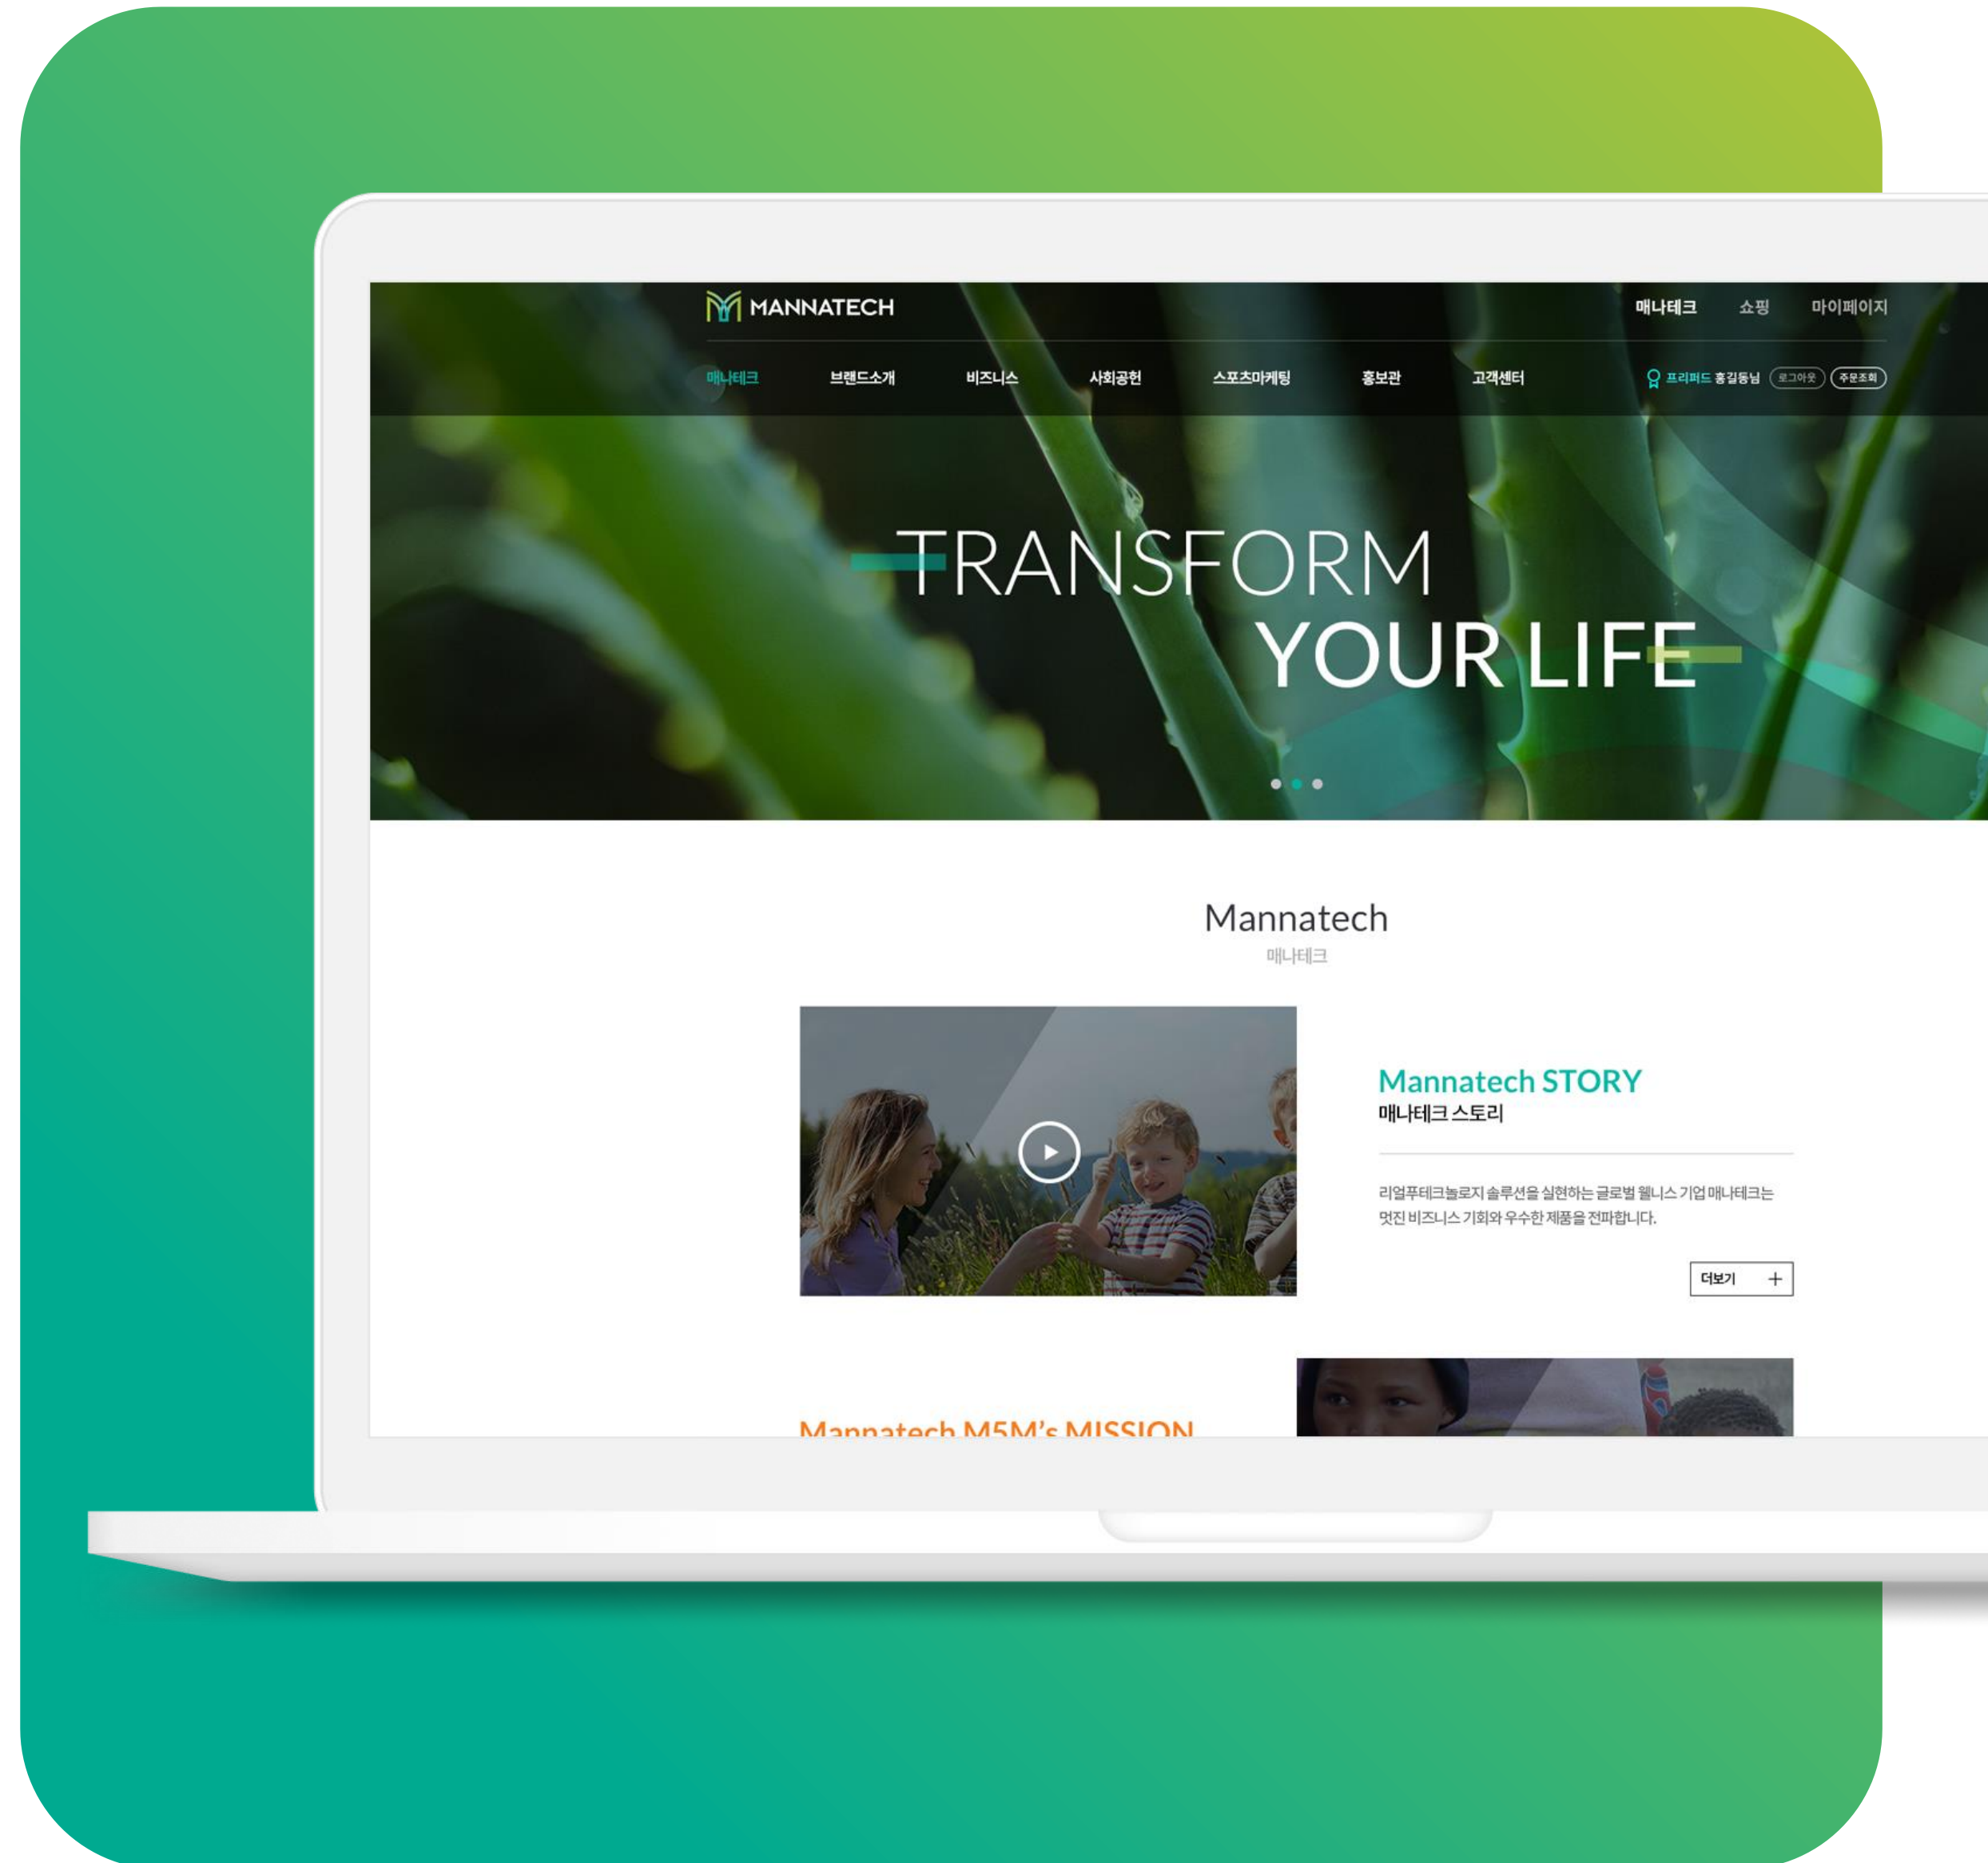 MANNATECH
매나테크 쇼핑 마이페이지
매나테크 브랜드소개 비즈니스 사회공헌 스포츠마케팅 홍보관 고객센터 프리퍼드 홍길동님 로그아웃 주문조회
TRANSFORM
YOUR LIFE
Mannatech
매나테크
Mannatech STORY
매나테크 스토리
리얼푸테크놀로지 솔루션을 실현하는 글로벌 웰니스 기업 매나테크는
멋진 비즈니스 기회와 우수한 제품을 전파합니다.
더보기
Mannatech M5M's MISSION